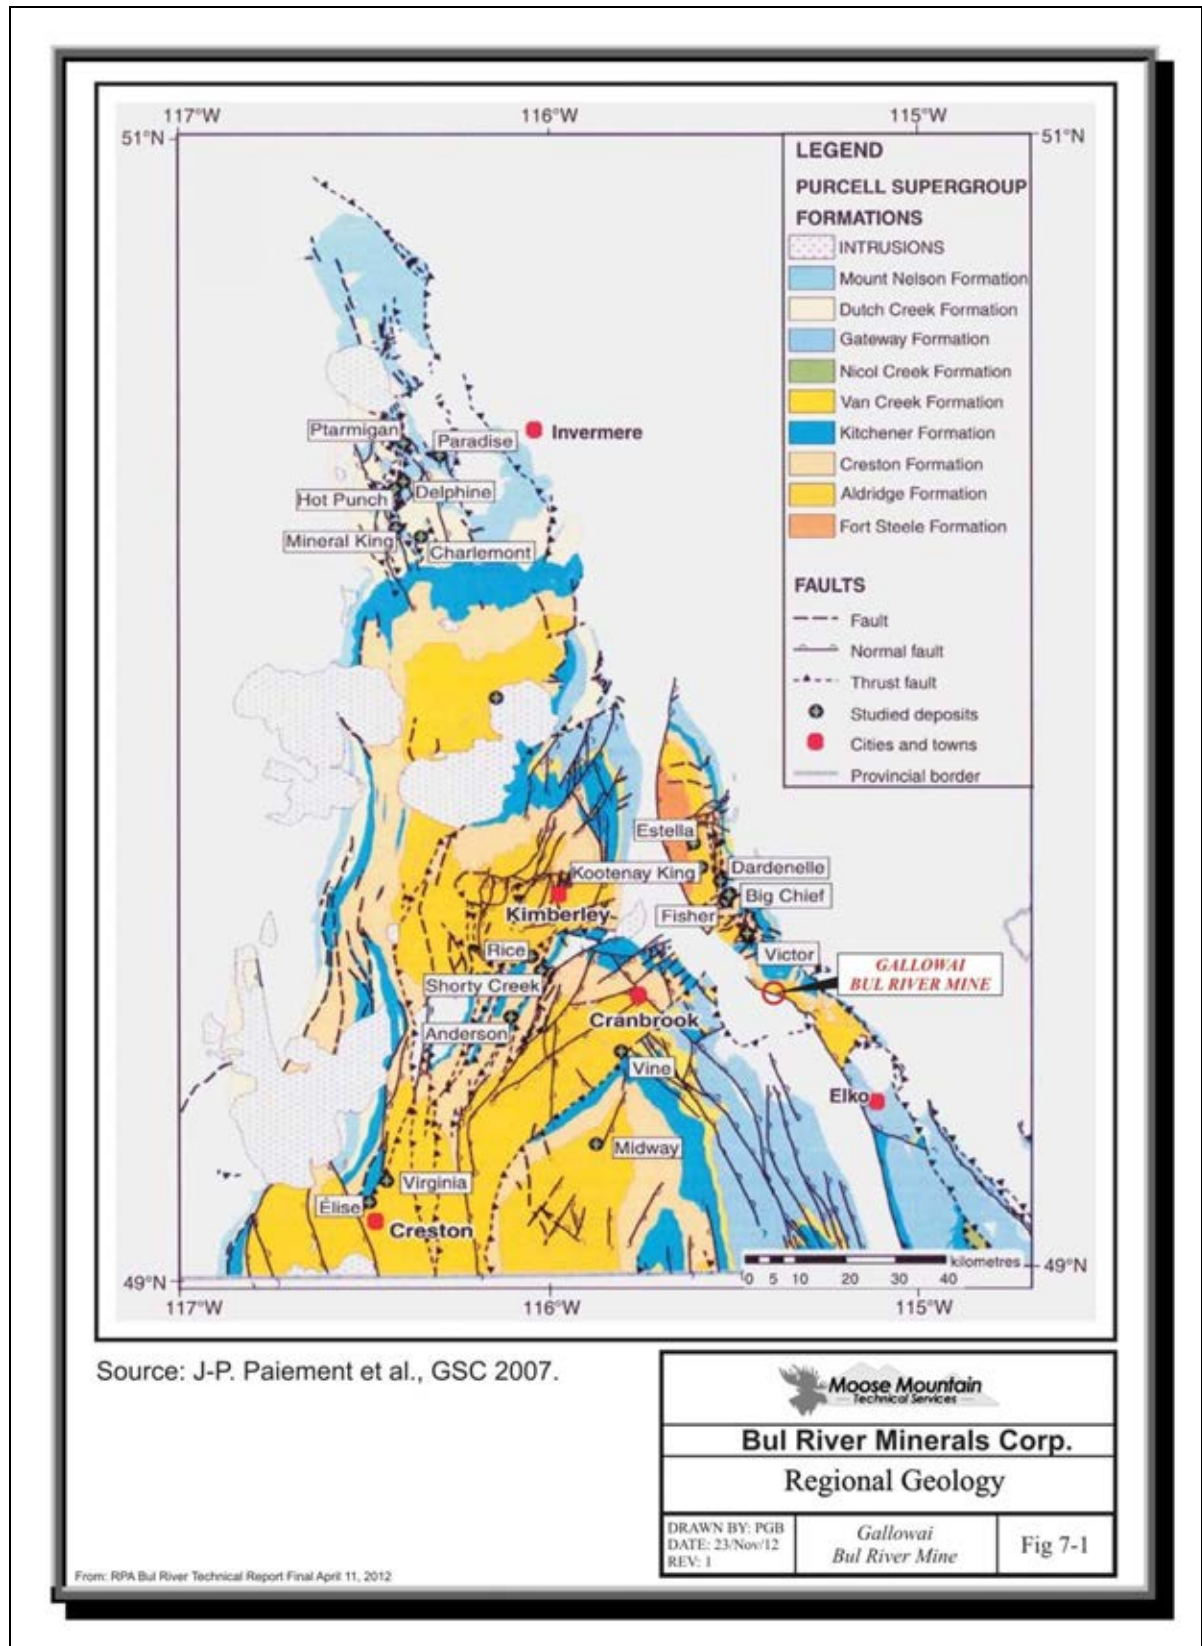 117°W
116°W
115°W
51°N
51°N
LEGEND
PURCELL SUPERGROUP
FORMATIONS
INTRUSIONS
Mount Nelson Formation
Dutch Creek Formation
Gateway Formation
Nicol Creek Formation
Van Creek Formation
Kitchener Formation
Creston Formation
Aldridge Formation
Fort Steele Formation
FAULTS
Fault
Normal fault
Thrust fault
Studied deposits
Cities and towns
Provincial border
Ptarmigan
Paradise
Invermere
Hot Punch
Delphine
Mineral King
Charlemont
Estella
Kootenay King
Dardenelle
Big Chief
Kimberley
Fisher
Rice
Victor
GALLOWAI
BUL RIVER MINE
Shorty Creek
Cranbrook
Anderson
Vine
Elko
Midway
Virginia
Élise
Creston
kilometres
0 5 10 20 30 40
49°N
49°N
117°W
116°W
115°W
Source: J-P. Paiement et al., GSC 2007.
Moose Mountain
Technical Services
Bul River Minerals Corp.
Regional Geology
DRAWN BY: PGB
DATE: 23/Nov/12
REV: 1
Gallowai
Bul River Mine
Fig 7-1
From: RPA Bul River Technical Report Final April 11, 2012